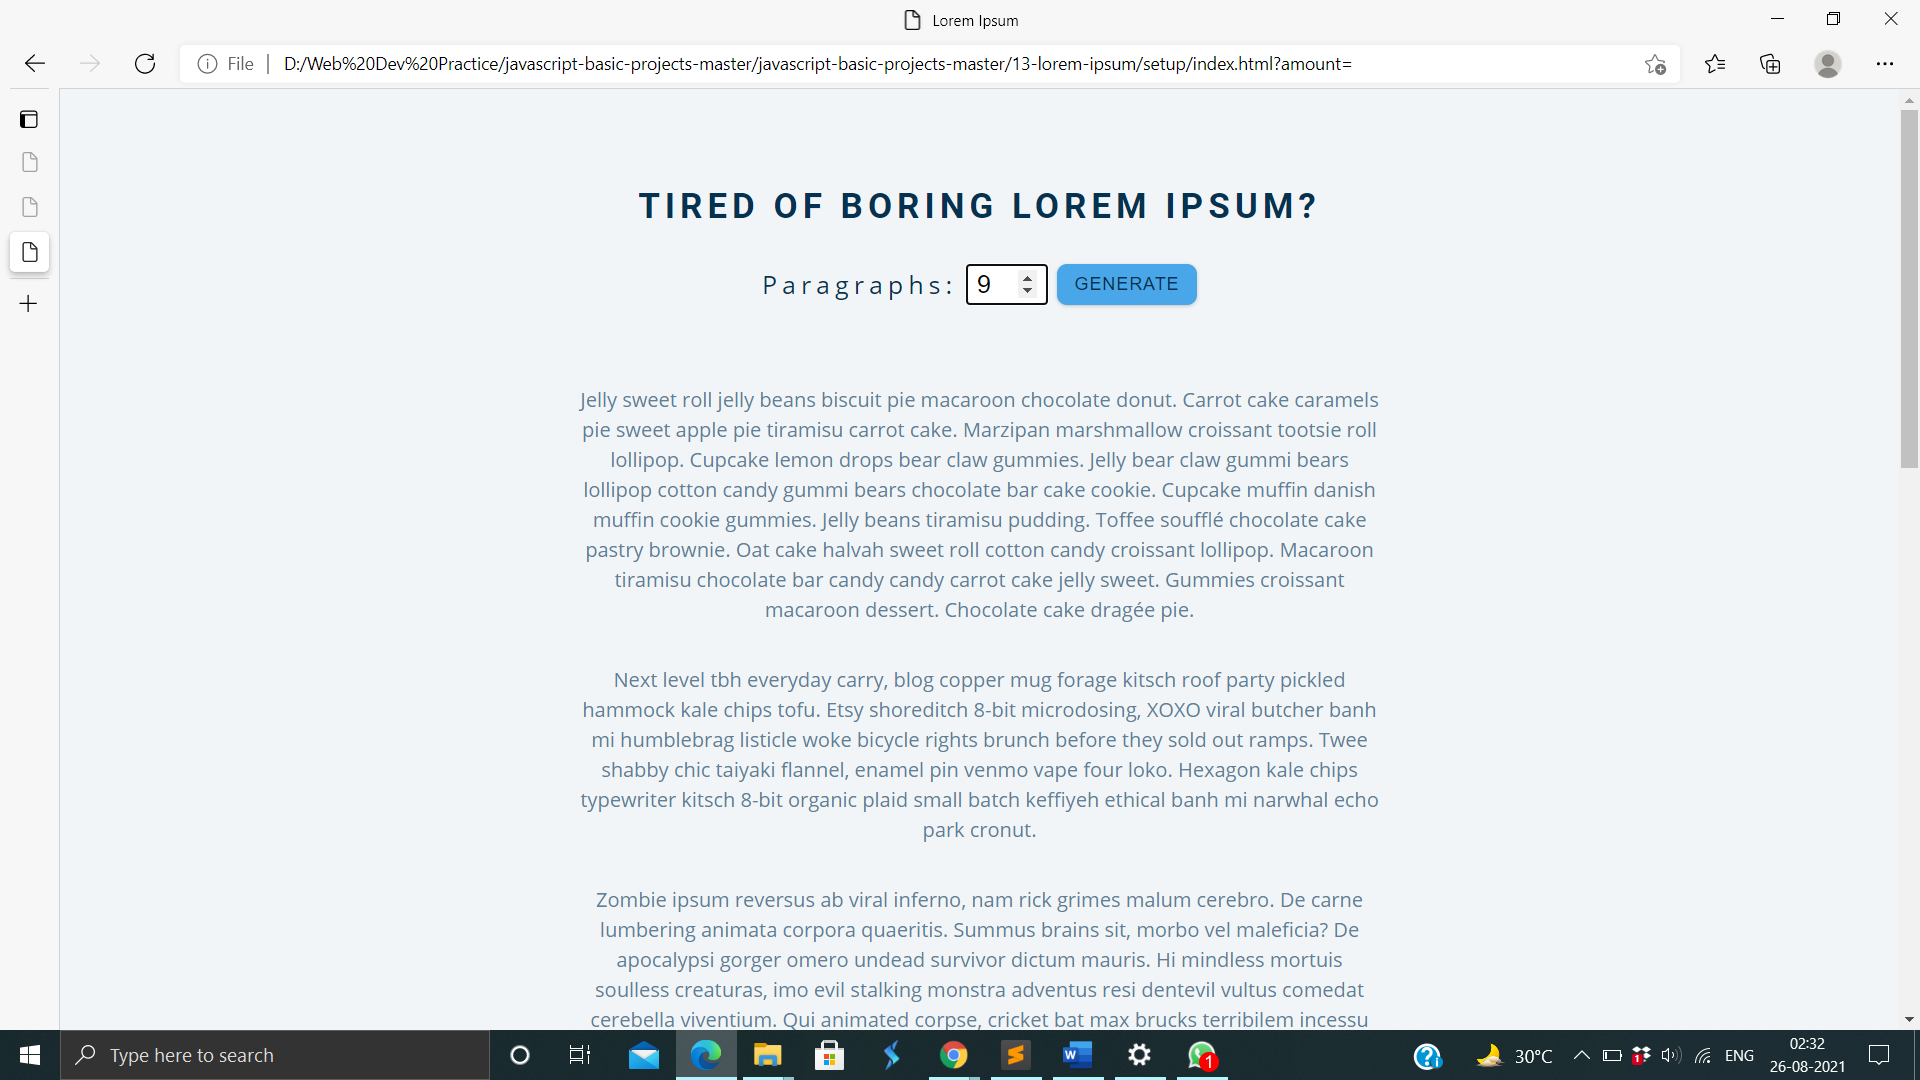 Lorem Ipsum
File
D:/Web%20Dev%20Practice/javascript-basic-projects-master/javascript-basic-projects-master/13-lorem-ipsum/setup/index.html?amount=
TIRED OF BORING LOREM IPSUM?
Paragraphs: 9 GENERATE
Jelly sweet roll jelly beans biscuit pie macaroon chocolate donut. Carrot cake caramels
pie sweet apple pie tiramisu carrot cake. Marzipan marshmallow croissant tootsie roll
lollipop. Cupcake lemon drops bear claw gummies. Jelly bear claw gummi bears
lollipop cotton candy gummi bears chocolate bar cake cookie. Cupcake muffin danish
muffin cookie gummies. Jelly beans tiramisu pudding. Toffee soufflé chocolate cake
pastry brownie. Oat cake halvah sweet roll cotton candy croissant lollipop. Macaroon
tiramisu chocolate bar candy candy carrot cake jelly sweet. Gummies croissant
macaroon dessert. Chocolate cake dragée pie.
Next level tbh everyday carry, blog copper mug forage kitsch roof party pickled
hammock kale chips tofu. Etsy shoreditch 8-bit microdosing, XOXO viral butcher banh
mi humblebrag listicle woke bicycle rights brunch before they sold out ramps. Twee
shabby chic taiyaki flannel, enamel pin venmo vape four loko. Hexagon kale chips
typewriter kitsch 8-bit organic plaid small batch keffiyeh ethical banh mi narwhal echo
park cronut.
Zombie ipsum reversus ab viral inferno, nam rick grimes malum cerebro. De carne
lumbering animata corpora quaeritis. Summus brains sit, morbo vel maleficia? De
apocalypsi gorger omero undead survivor dictum mauris. Hi mindless mortuis
soulless creaturas, imo evil stalking monstra adventus resi dentevil vultus comedat
cerebella viventium. Qui animated corpse, cricket bat max brucks terribilem incessu
Type here to search
W
1
30°C
1
ENG
02:32
26-08-2021